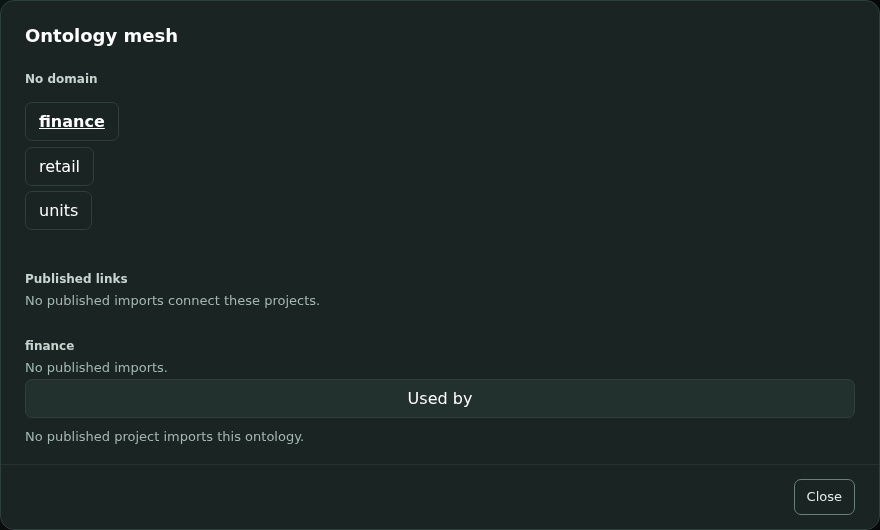 Ontology mesh
No domain
finance
retail
units
Published links
No published imports connect these projects.
finance
No published imports.
Used by
No published project imports this ontology.
Close